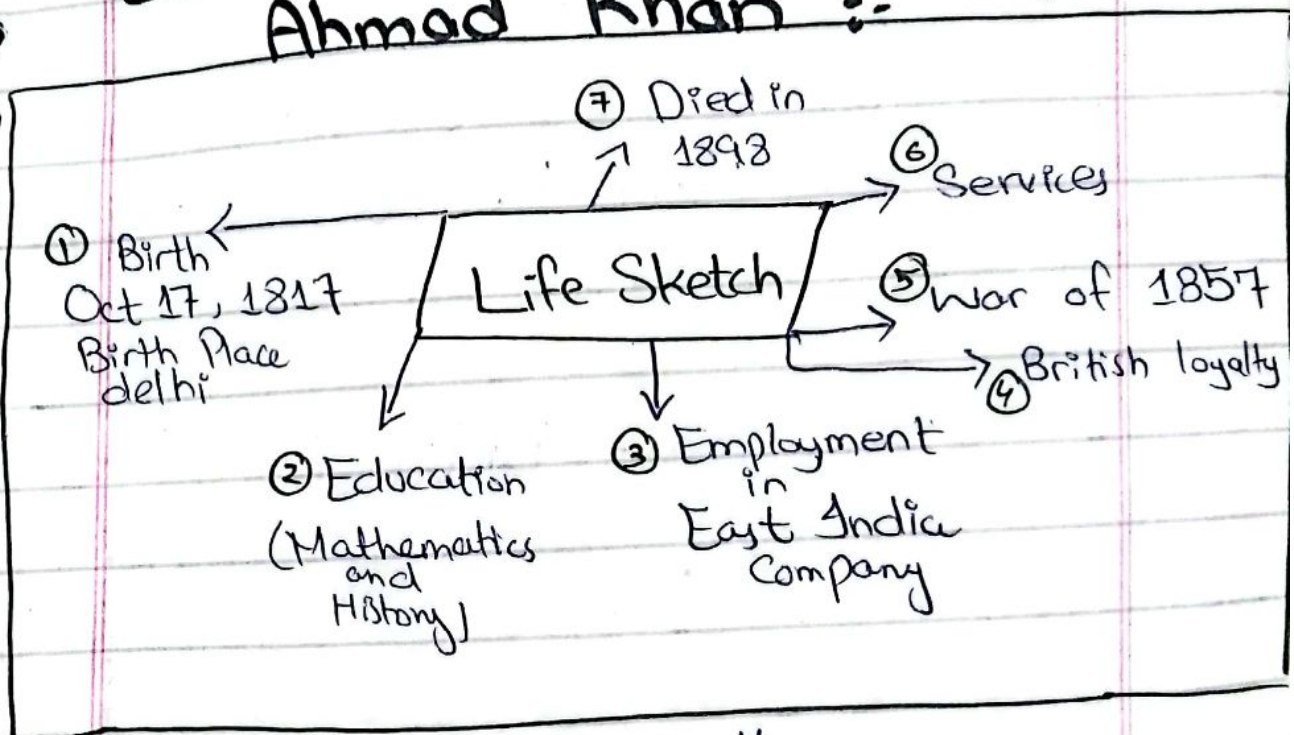 Ahmad Khan :-
⑦ Died in
1898
⑥ Services
① Birth
Oct 17, 1817
Birth Place
delhi
Life Sketch
⑤ war of 1857
④ British loyalty
② Education
(Mathematics
and
History)
③ Employment
in
East India
Company